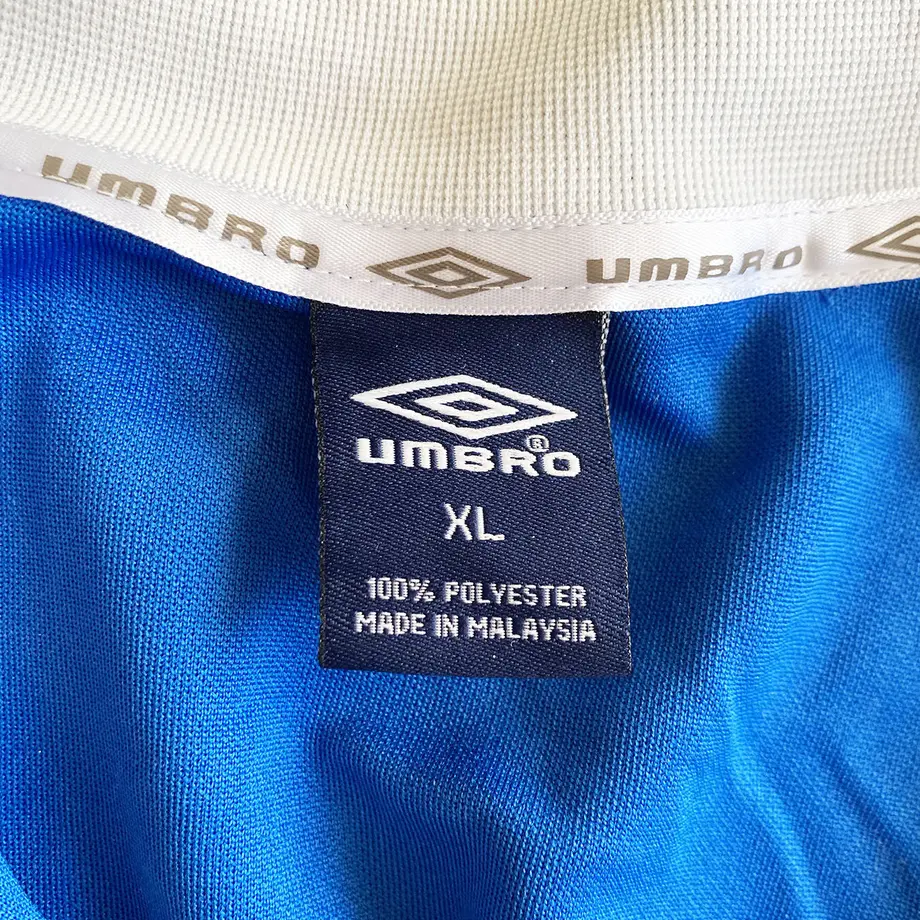 UMBRO UMBRO
UMBRO®
XL
100% POLYESTER
MADE IN MALAYSIA